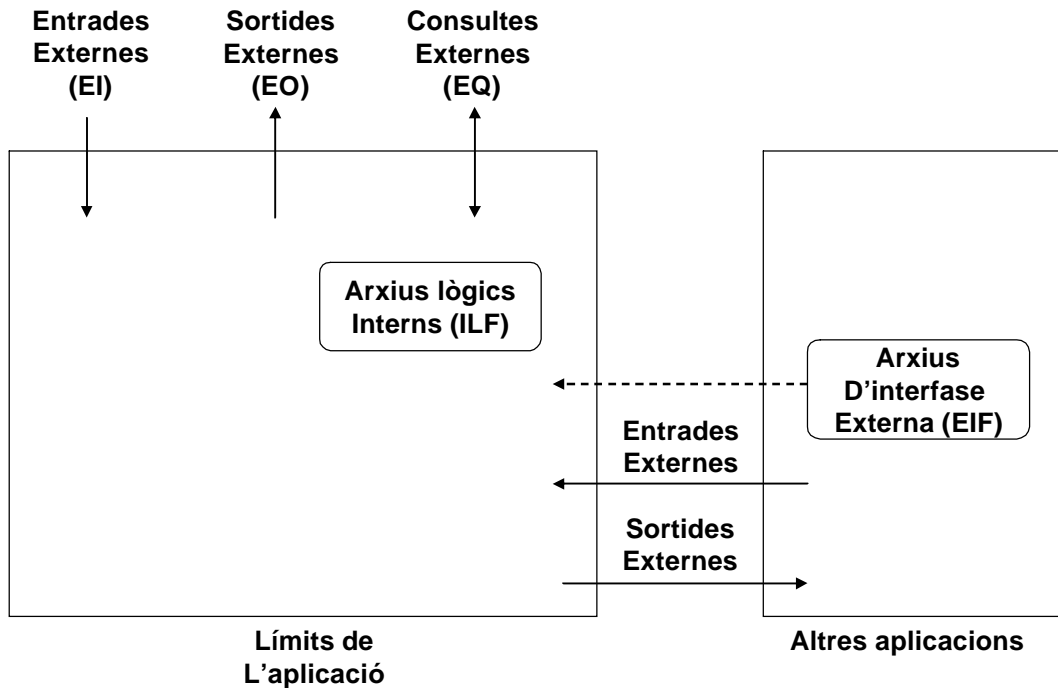 Entrades
Externes
(EI)
Sortides
Externes
(EO)
Consultes
Externes
(EQ)
Arxius lògics
Interns (ILF)
Arxius
D’interfase
Externa (EIF)
Entrades
Externes
Sortides
Externes
Límits de
L’aplicació
Altres aplicacions